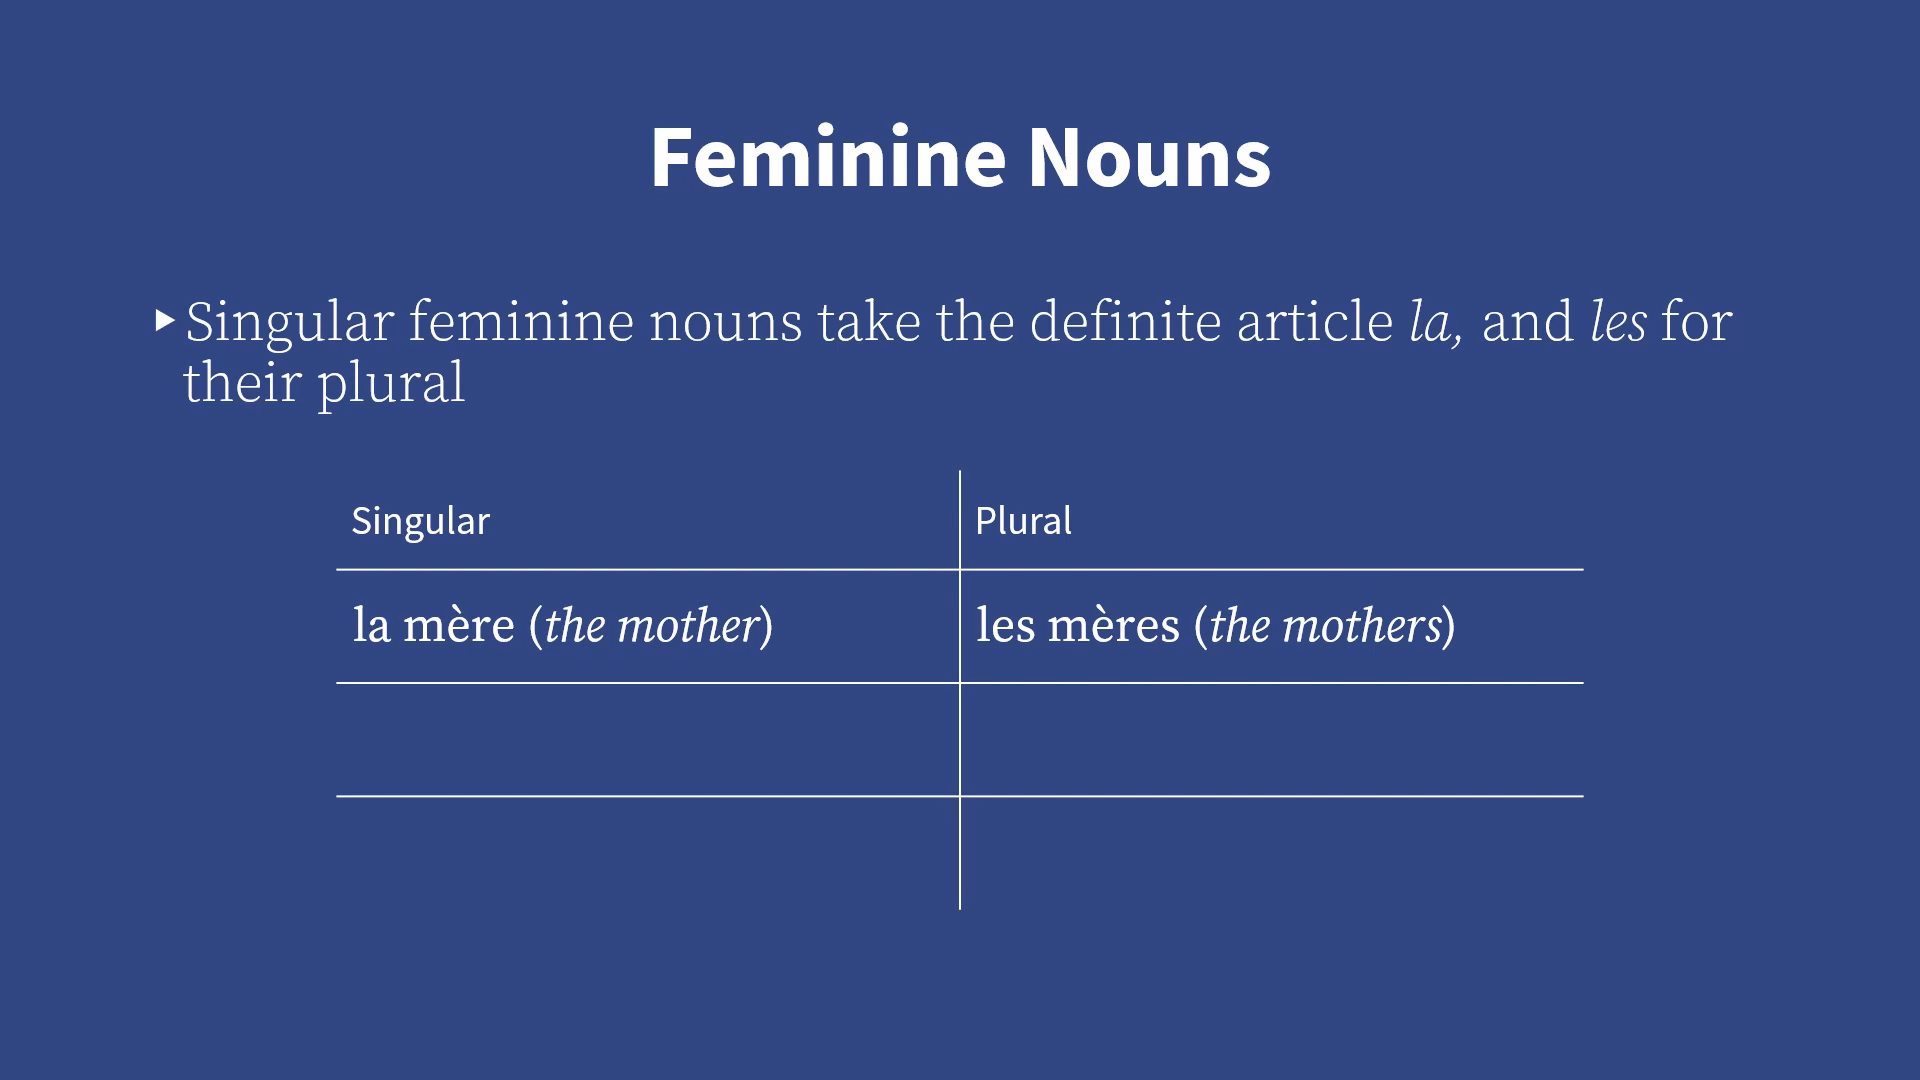 Feminine Nouns
▸ Singular feminine nouns take the definite article la, and les for
their plural
Singular
Plural
la mère (the mother)
les mères (the mothers)